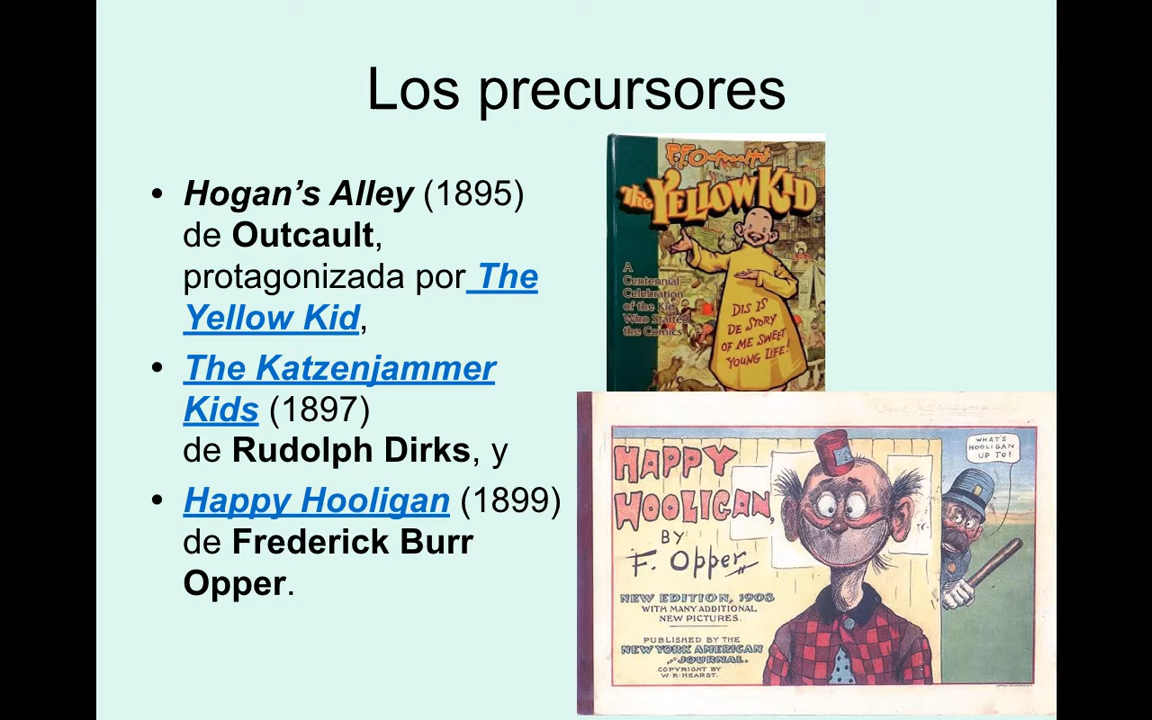 Los precursores
• Hogan's Alley (1895)
de Outcault,
protagonizada por The
Yellow Kid,
• The Katzenjammer
Kids (1897)
de Rudolph Dirks, y
• Happy Hooligan (1899)
de Frederick Burr
Opper.
The YELLOW KID
A
Centennial
Celebration
of the Kid
Who Started
the Comics
DIS IS
DE STORY
OF ME SWEET
YOUNG LIFE!
HAPPY
HOOLIGAN,
BY
F. Opper
NEW EDITION, 1908
WITH MANY ADDITIONAL
NEW PICTURES.
PUBLISHED BY THE
NEW YORK AMERICAN
AND JOURNAL.
COPYRIGHT BY
W. R. HEARST.
WHAT'S
HOOLIGAN
UP TO!